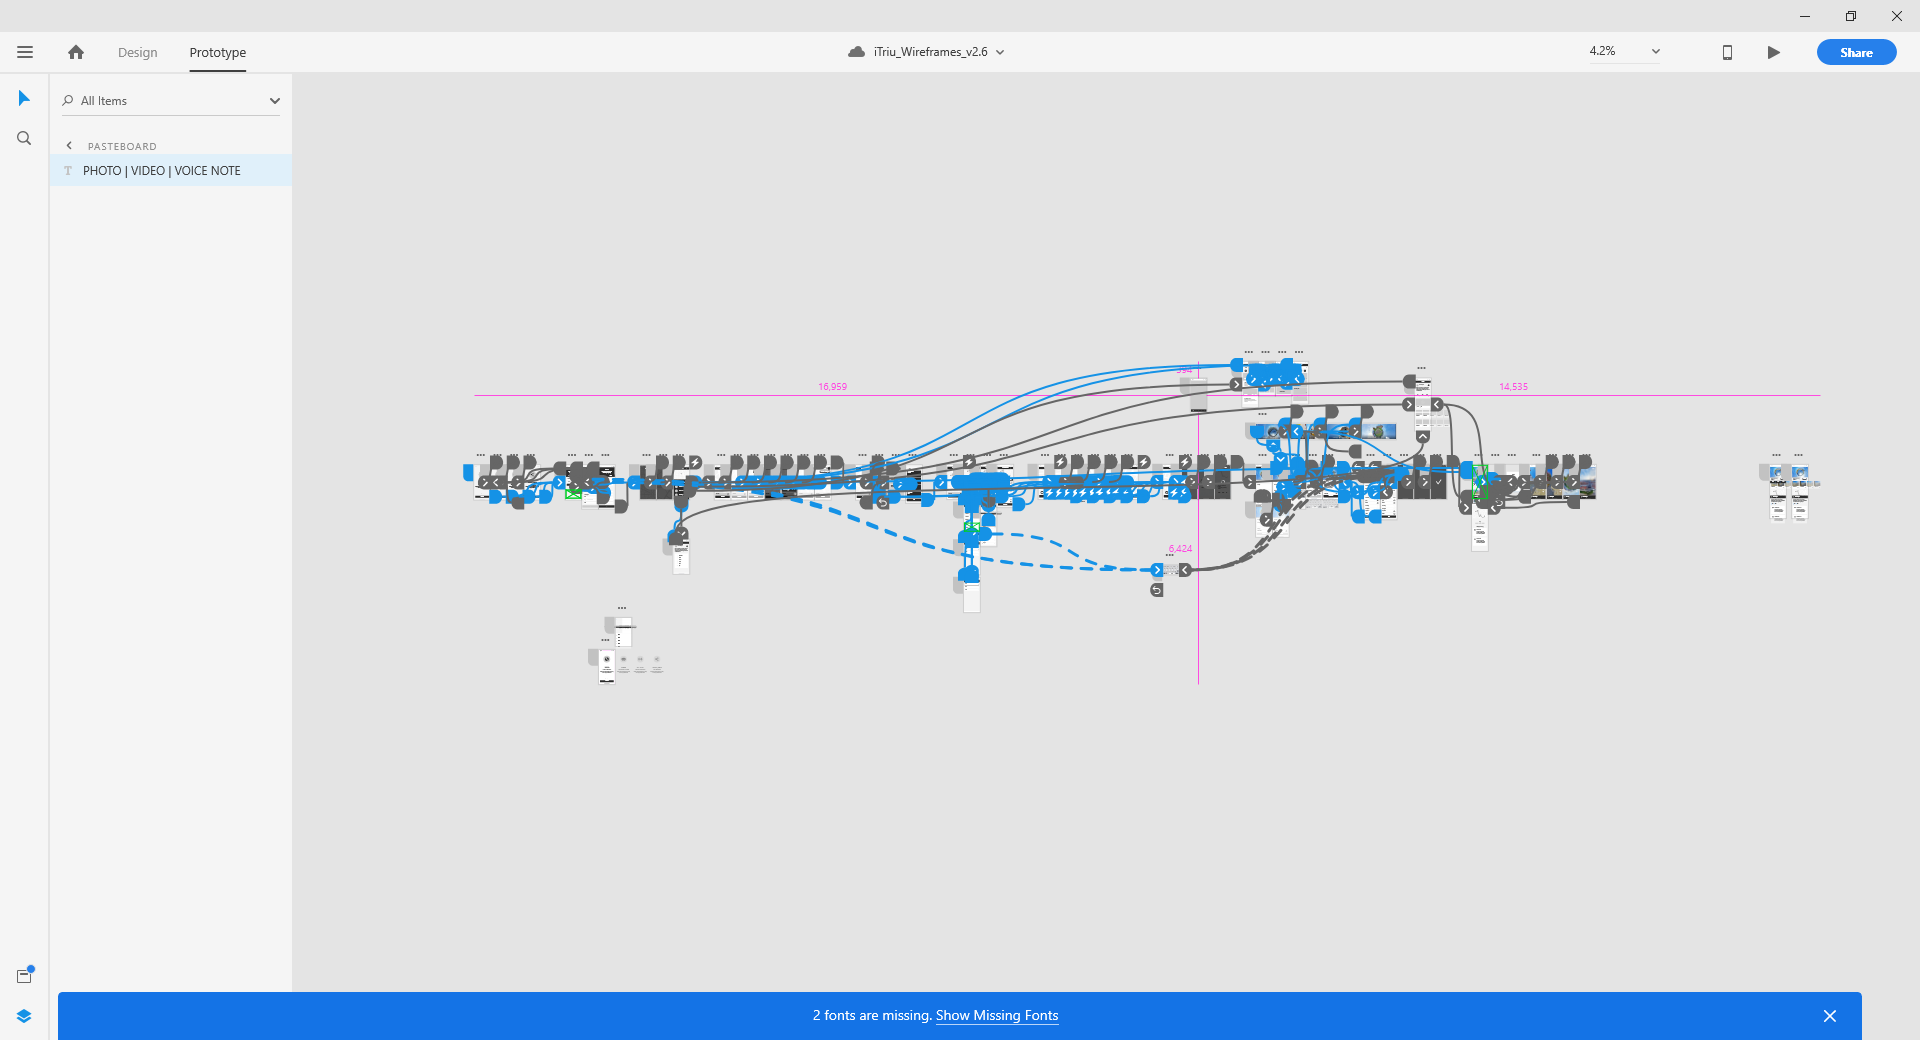 Design
Prototype
iTriu_Wireframes_v2.6
4.2%
Share
All Items
PASTEBOARD
T PHOTO | VIDEO | VOICE NOTE
16,959
594
14,535
6,424
2 fonts are missing. Show Missing Fonts